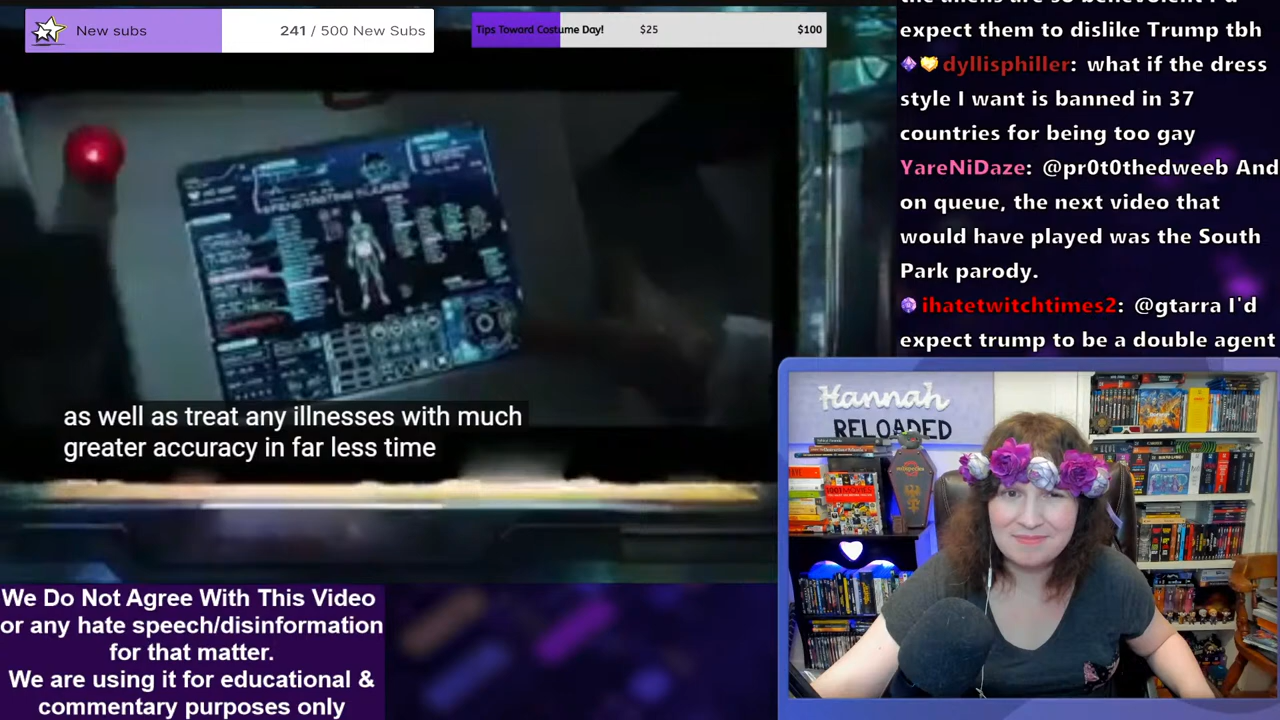 New subs
241 / 500 New Subs
Tips Toward Costume Day!
$25
$100
expect them to dislike Trump tbh
dyllisphiller: what if the dress
style I want is banned in 37
countries for being too gay
YareNiDaze: @pr0t0thedweeb And
on queue, the next video that
would have played was the South
Park parody.
ihatetwitchtimes2: @gtarra I'd
expect trump to be a double agent
PENETRATING INJURIES
as well as treat any illnesses with much
greater accuracy in far less time
Hannah
RELOADED
1001 MOVIES
We Do Not Agree With This Video
or any hate speech/disinformation
for that matter.
We are using it for educational &
commentary purposes only